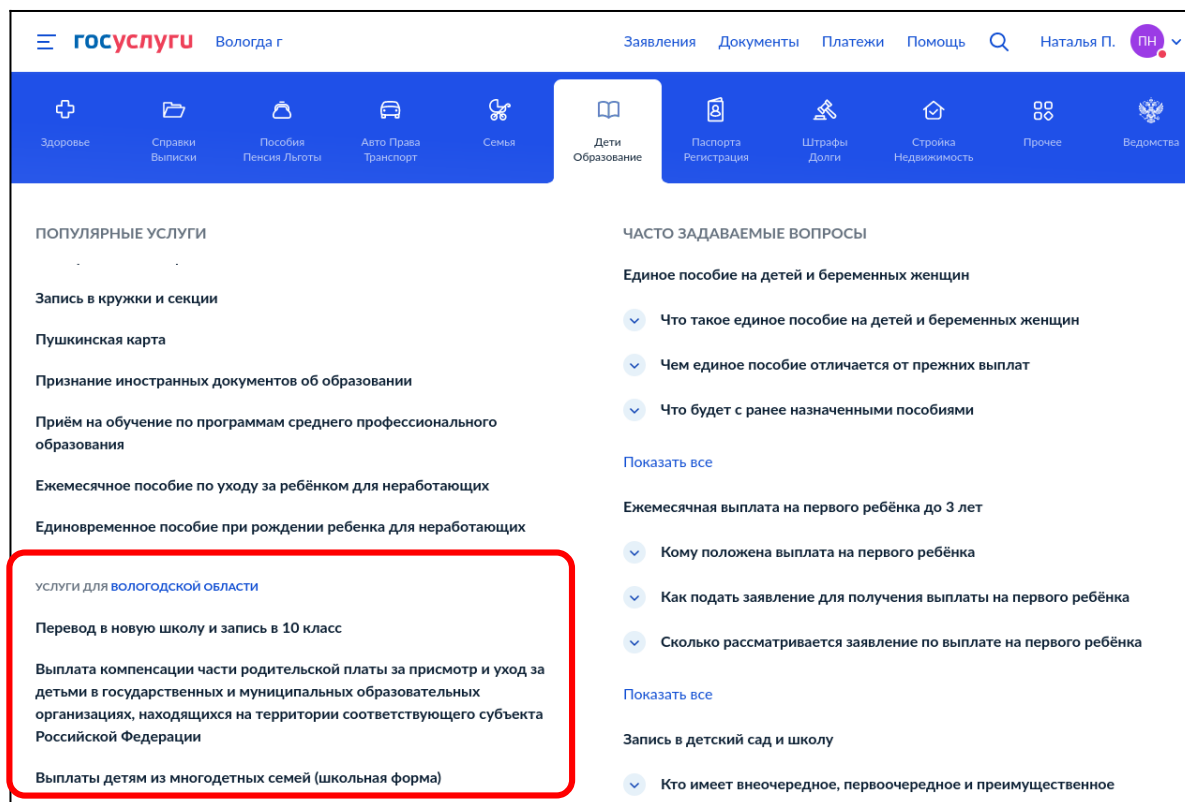 госуслуги Вологда г Заявления Документы Платежи Помощь Наталья П. ПН
Здоровье
Справки
Выписки
Пособия
Пенсия Льготы
Авто Права
Транспорт
Семья
Дети
Образование
Паспорта
Регистрация
Штрафы
Долги
Стройка
Недвижимость
Прочее
Ведомства
ПОПУЛЯРНЫЕ УСЛУГИ
Запись в кружки и секции
Пушкинская карта
Признание иностранных документов об образовании
Приём на обучение по программам среднего профессионального
образования
Ежемесячное пособие по уходу за ребёнком для неработающих
Единовременное пособие при рождении ребенка для неработающих
УСЛУГИ ДЛЯ ВОЛОГОДСКОЙ ОБЛАСТИ
Перевод в новую школу и запись в 10 класс
Выплата компенсации части родительской платы за присмотр и уход за
детьми в государственных и муниципальных образовательных
организациях, находящихся на территории соответствующего субъекта
Российской Федерации
Выплаты детям из многодетных семей (школьная форма)
ЧАСТО ЗАДАВАЕМЫЕ ВОПРОСЫ
Единое пособие на детей и беременных женщин
Что такое единое пособие на детей и беременных женщин
Чем единое пособие отличается от прежних выплат
Что будет с ранее назначенными пособиями
Показать все
Ежемесячная выплата на первого ребёнка до 3 лет
Кому положена выплата на первого ребёнка
Как подать заявление для получения выплаты на первого ребёнка
Сколько рассматривается заявление по выплате на первого ребёнка
Показать все
Запись в детский сад и школу
Кто имеет внеочередное, первоочередное и преимущественное